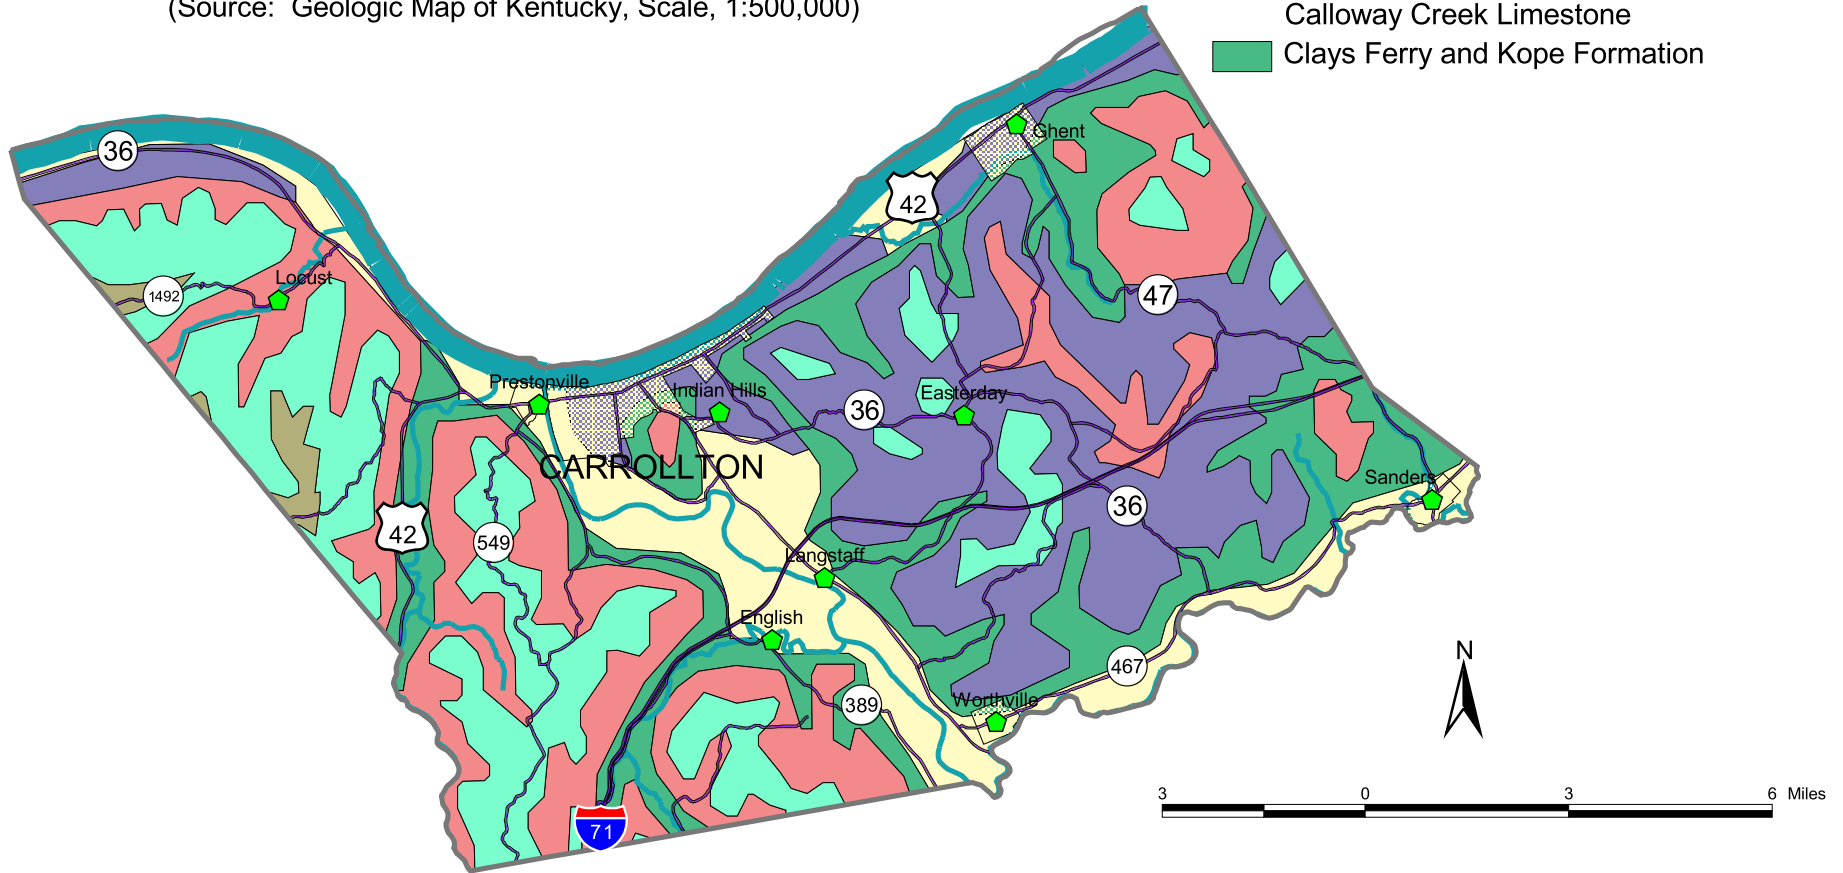 (Source: Geologic Map of Kentucky, Scale, 1:500,000)
Calloway Creek Limestone
Clays Ferry and Kope Formation
36
Ghent
42
Locust
1492
47
Prestonville
Indian Hills
Easterday
36
CARROLLTON
Sanders
42
549
36
Langstaff
English
467
N
Worthville
389
3 0 3 6 Miles
71